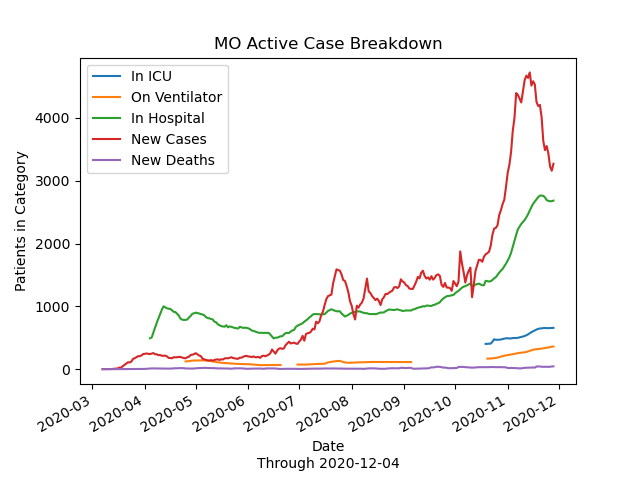 MO Active Case Breakdown
In ICU
On Ventilator
In Hospital
New Cases
New Deaths
Patients in Category
4000
3000
2000
1000
0
2020-03
2020-04
2020-05
2020-06
2020-07
2020-08
2020-09
2020-10
2020-11
2020-12
Date
Through 2020-12-04